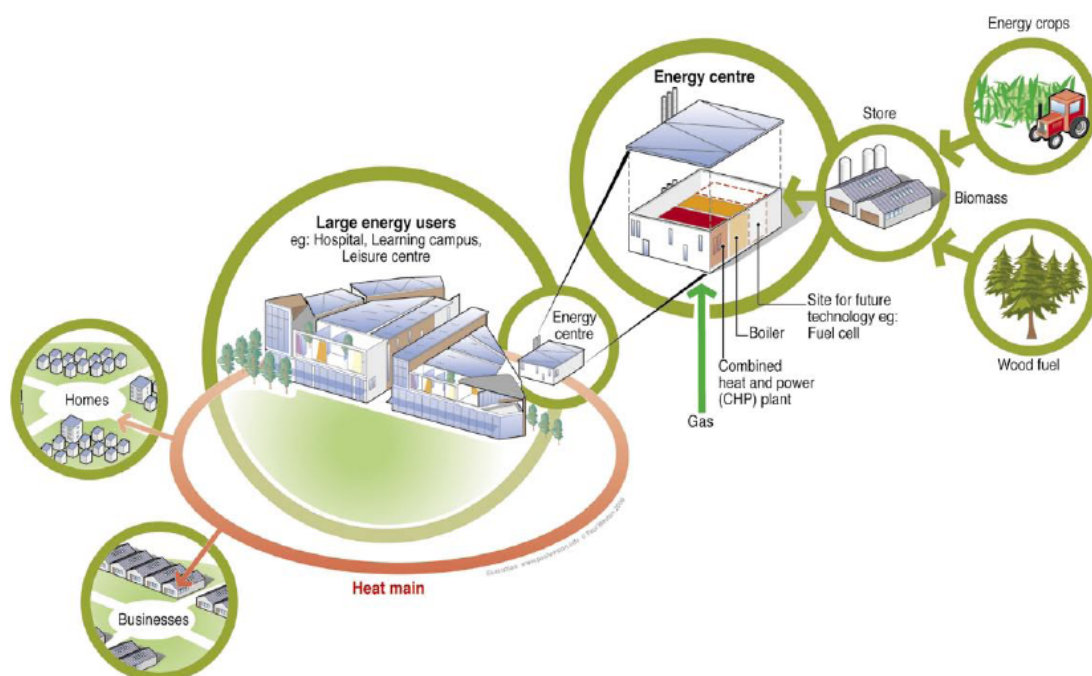 Energy crops
Energy centre
Store
Biomass
Large energy users
eg: Hospital, Learning campus,
Leisure centre
Energy
centre
Site for future
technology eg:
Fuel cell
Boiler
Combined
heat and power
(CHP) plant
Gas
Wood fuel
Homes
Businesses
Heat main